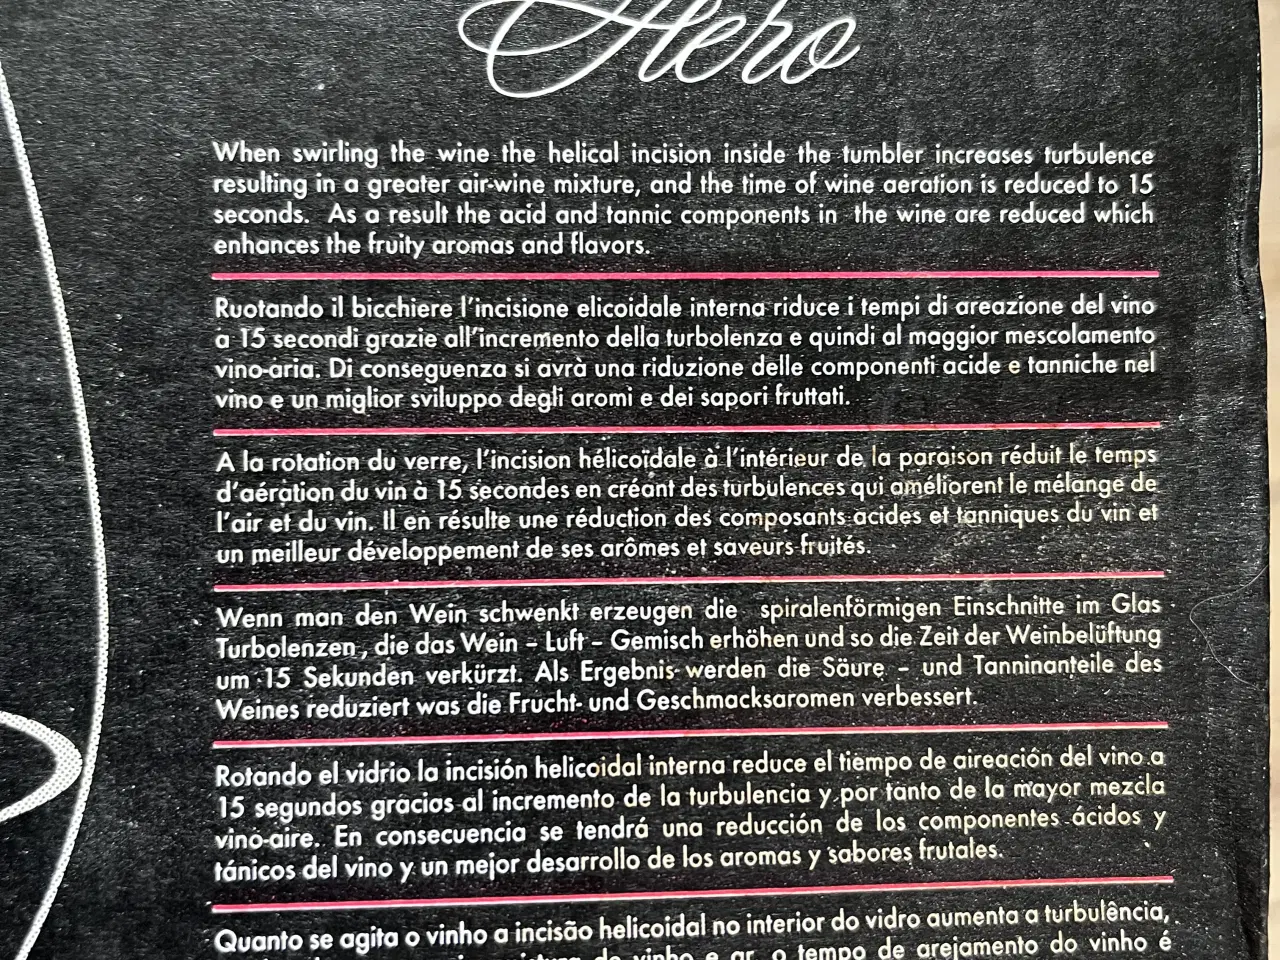 Aero
When swirling the wine the helical incision inside the tumbler increases turbulence
resulting in a greater air-wine mixture, and the time of wine aeration is reduced to 15
seconds. As a result the acid and tannic components in the wine are reduced which
enhances the fruity aromas and flavors.
Ruotando il bicchiere l'incisione elicoidale interna riduce i tempi di areazione del vino
a 15 secondi grazie all'incremento della turbolenza e quindi al maggior mescolamento
vino-aria. Di conseguenza si avrà una riduzione delle componenti acide e tanniche nel
vino e un miglior sviluppo degli aromi e dei sapori fruttati.
A la rotation du verre, l'incision hélicoïdale à l'intérieur de la paraison réduit le temps
d'aération du vin à 15 secondes en créant des turbulences qui améliorent le mélange de
l'air et du vin. Il en résulte une réduction des composants acides et tanniques du vin et
un meilleur développement de ses arômes et saveurs fruités.
Wenn man den Wein schwenkt erzeugen die spiralenförmigen Einschnitte im Glas
Turbolenzen, die das Wein - Luft - Gemisch erhöhen und so die Zeit der Weinbelüftung
um 15 Sekunden verkürzt. Als Ergebnis werden die Säure - und Tanninanteile des
Weines reduziert was die Frucht- und Geschmacksaromen verbessert.
Rotando el vidrio la incisión helicoidal interna reduce el tiempo de aireación del vino a
15 segundos gracias al incremento de la turbulencia y por tanto de la mayor mezcla
vino-aire. En consecuencia se tendrá una reducción de los componentes ácidos y
tánicos del vino y un mejor desarrollo de los aromas y sabores frutales.
Quanto se agita o vinho a incisão helicoidal no interior do vidro aumenta a turbulência,
de vinho e ar, o tempo de arejamento do vinho é